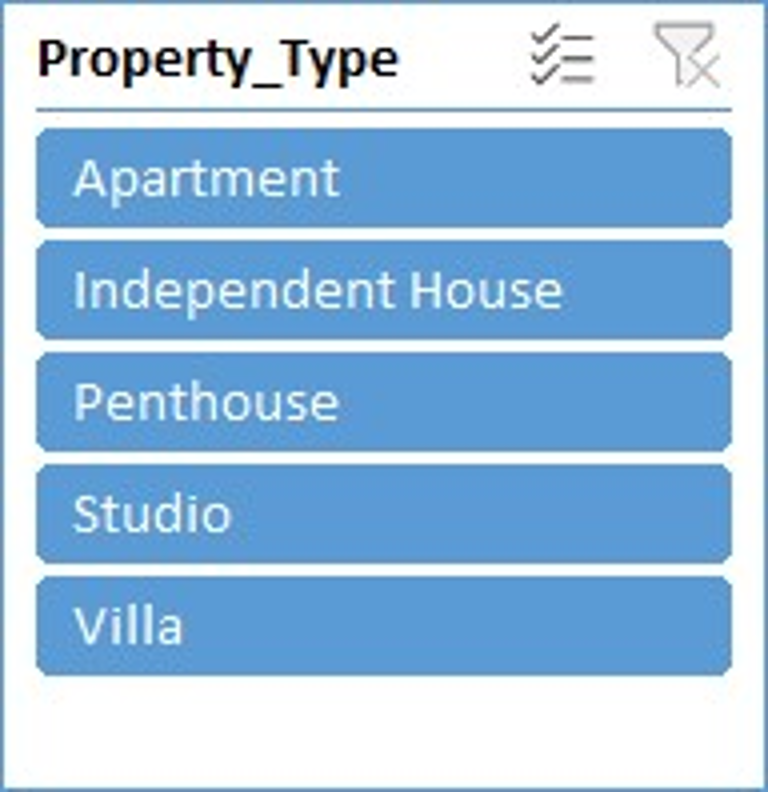 Property_Type
Apartment
Independent House
Penthouse
Studio
Villa